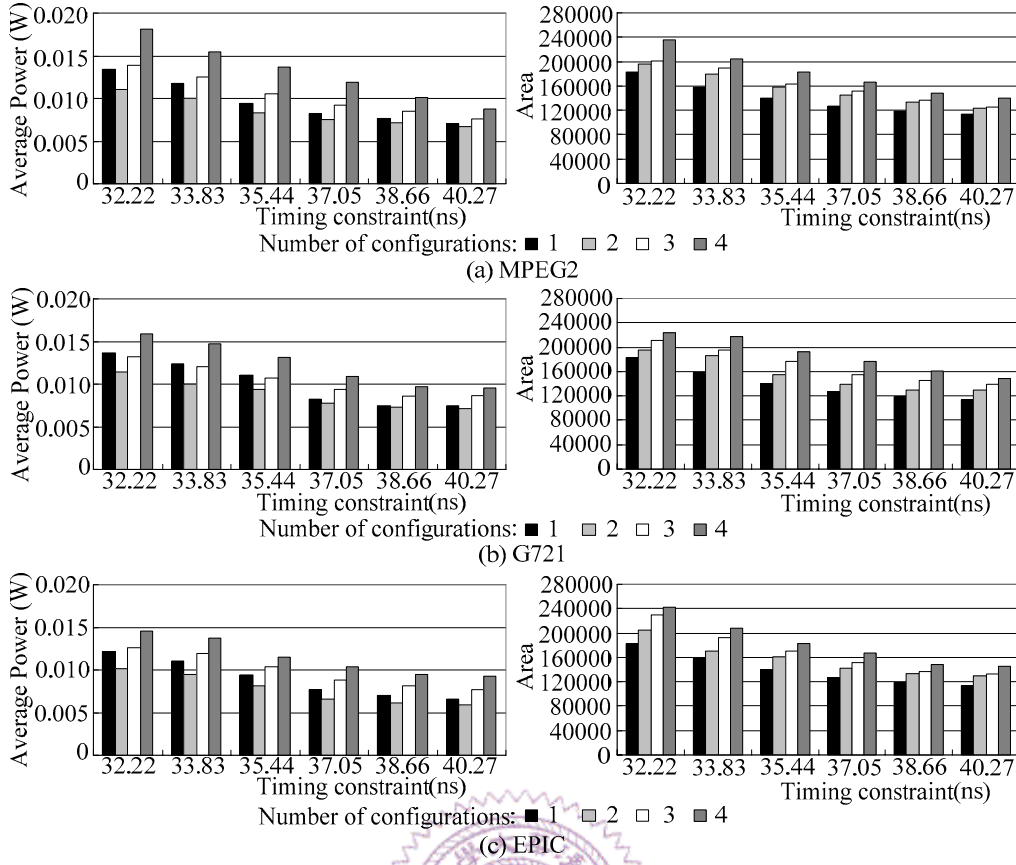 Average Power (W)
0.020
0.015
0.010
0.005
0
32.22 33.83 35.44 37.05 38.66 40.27
Timing constraint(ns)
Area
280000
240000
200000
160000
120000
80000
40000
0
32.22 33.83 35.44 37.05 38.66 40.27
Timing constraint(ns)
Number of configurations: 1 2 3 4
(a) MPEG2
Average Power (W)
0.020
0.015
0.010
0.005
0
32.22 33.83 35.44 37.05 38.66 40.27
Timing constraint(ns)
Area
280000
240000
200000
160000
120000
80000
40000
0
32.22 33.83 35.44 37.05 38.66 40.27
Timing constraint(ns)
Number of configurations: 1 2 3 4
(b) G721
Average Power (W)
0.020
0.015
0.010
0.005
0
32.22 33.83 35.44 37.05 38.66 40.27
Timing constraint(ns)
Area
280000
240000
200000
160000
120000
80000
40000
0
32.22 33.83 35.44 37.05 38.66 40.27
Timing constraint(ns)
Number of configurations: 1 2 3 4
(c) EPIC